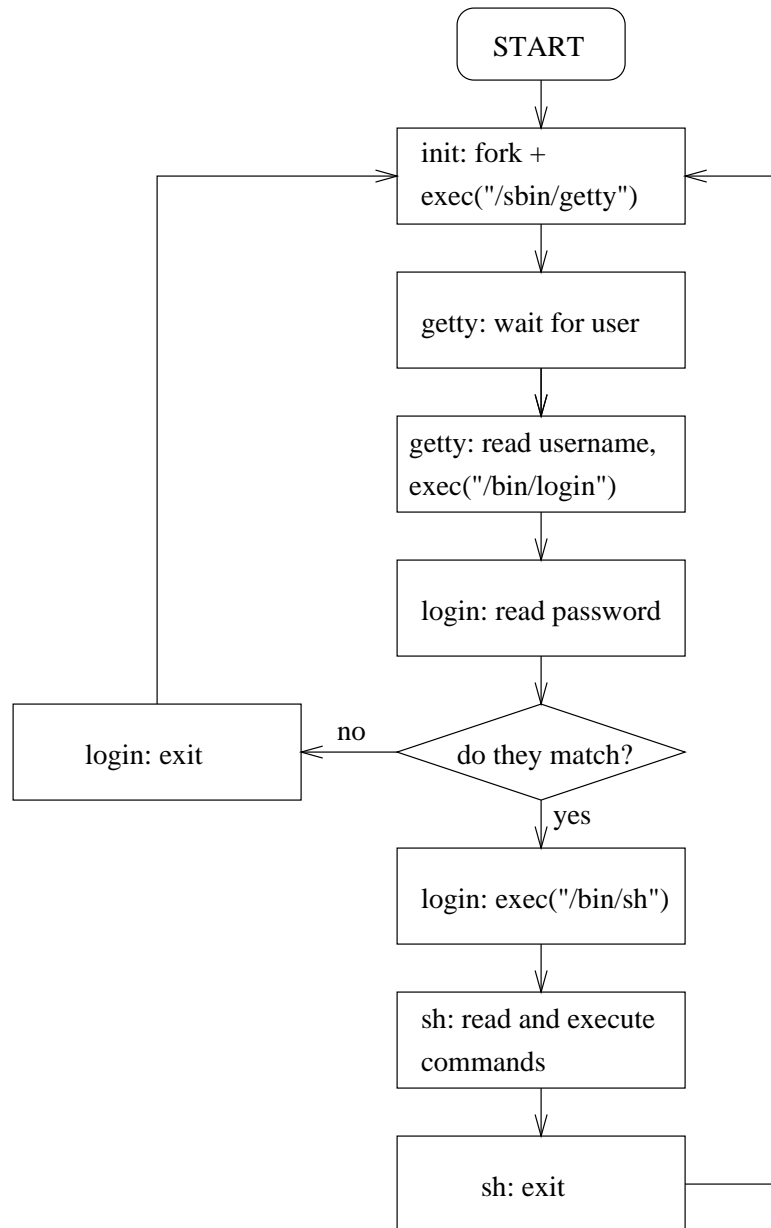 START
init: fork +
exec("/sbin/getty")
getty: wait for user
getty: read username,
exec("/bin/login")
login: read password
do they match?
no
login: exit
yes
login: exec("/bin/sh")
sh: read and execute
commands
sh: exit